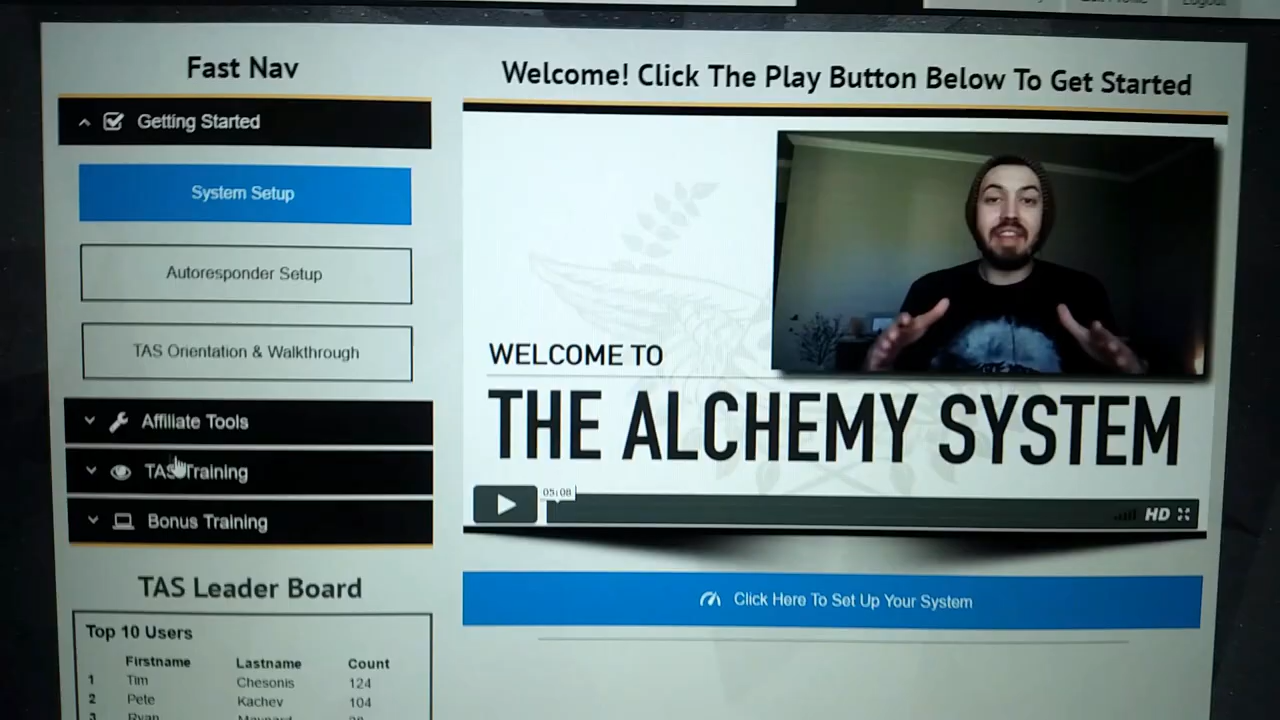 Logout
Fast Nav
Getting Started
System Setup
Autoresponder Setup
TAS Orientation & Walkthrough
Affiliate Tools
TAS Training
Bonus Training
TAS Leader Board
Top 10 Users
Firstname Lastname Count
1 Tim Chesonis 124
2 Pete Kachev 104
3 Ryan
Welcome! Click The Play Button Below To Get Started
WELCOME TO
THE ALCHEMY SYSTEM
05:08
HD
Click Here To Set Up Your System